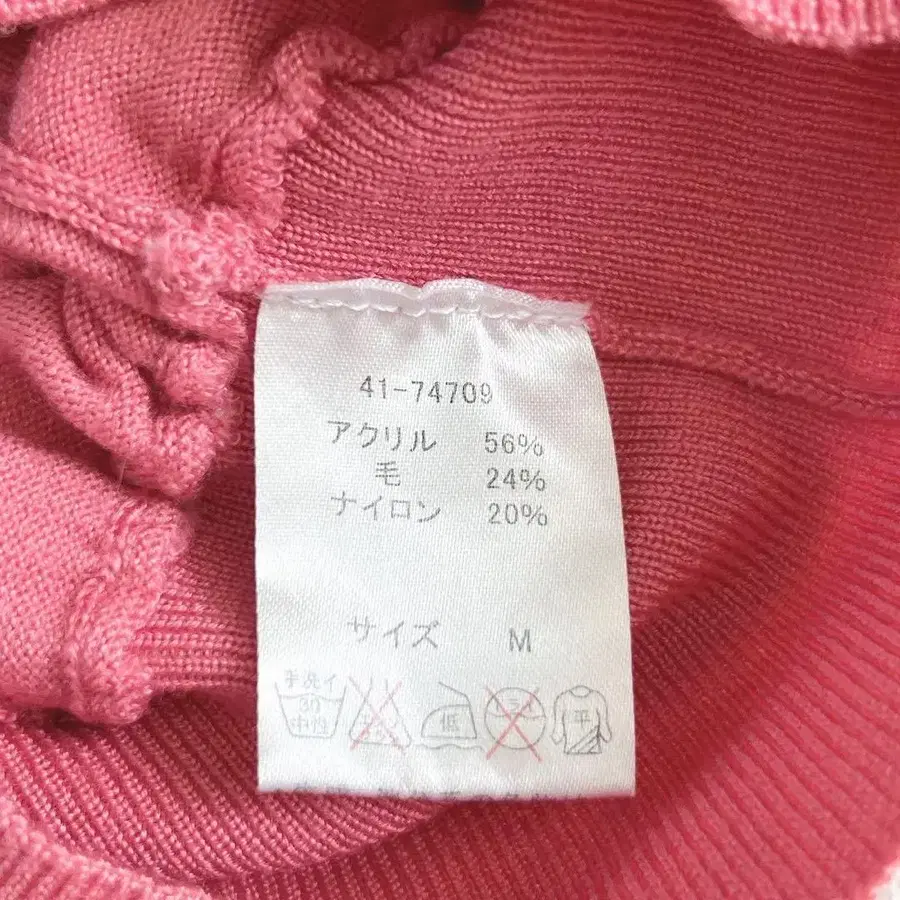 41-74709
アクリル 56%
毛 24%
ナイロン 20%
サイズ M
手洗イ
30 低 平
中性